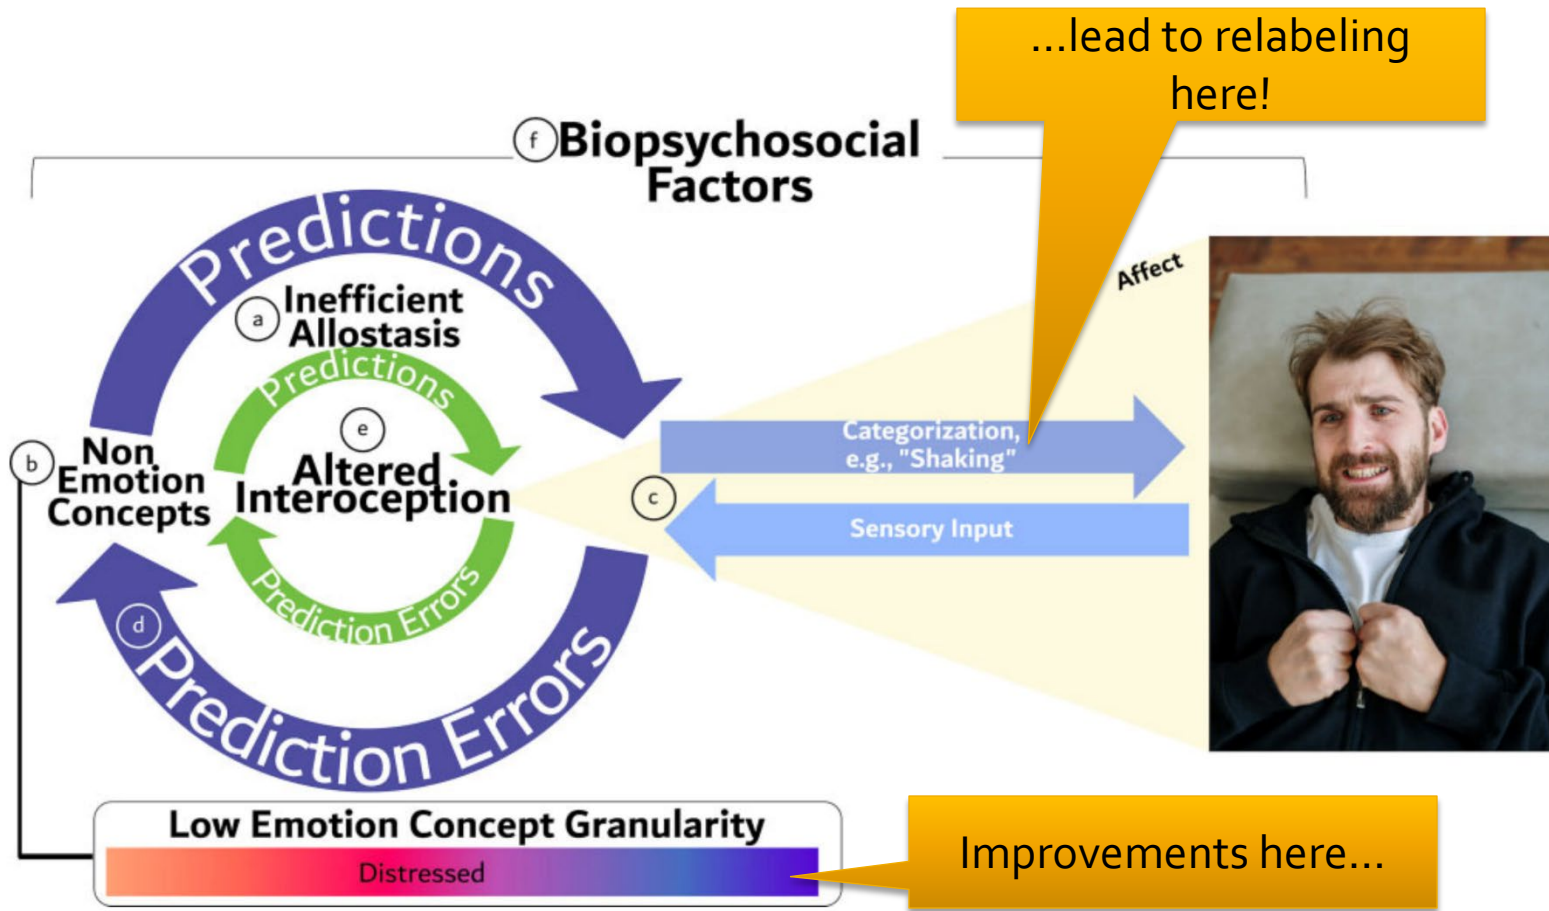 ...lead to relabeling
here!
f
Biopsychosocial
Factors
Predictions
a
Inefficient
Allostasis
Predictions
Affect
e
b
Non
Emotion
Concepts
Altered
Interoception
c
Categorization,
e.g., "Shaking"
Sensory Input
Prediction Errors
d
Prediction Errors
Low Emotion Concept Granularity
Distressed
Improvements here...